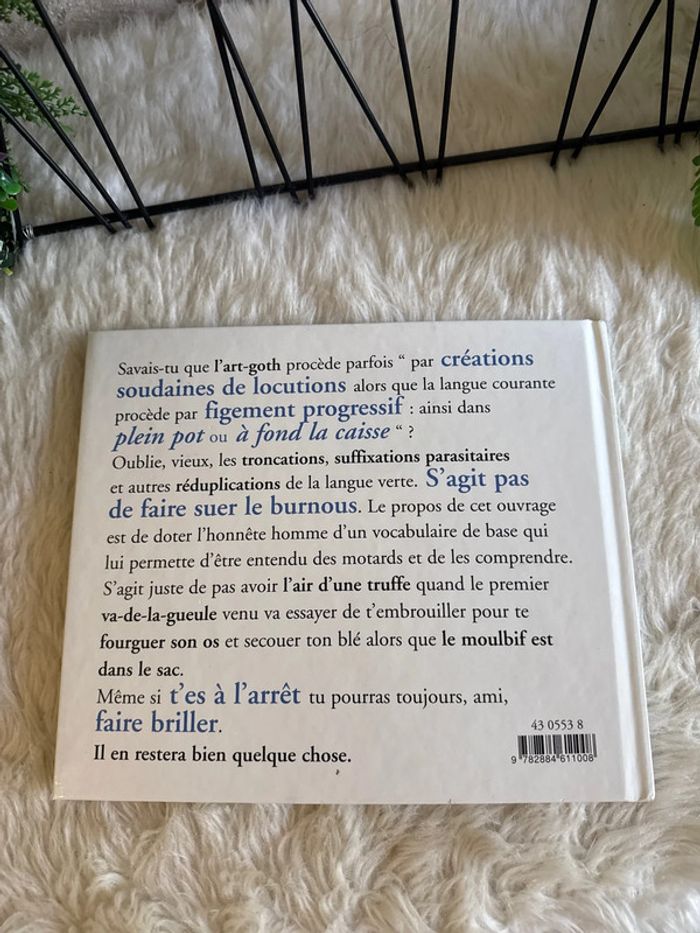 Savais-tu que l'art-goth procède parfois “ par créations
soudaines de locutions alors que la langue courante
procède par figement progressif : ainsi dans
plein pot ou à fond la caisse “ ?
Oublie, vieux, les troncations, suffixations parasitaires
et autres réduplications de la langue verte. S'agit pas
de faire suer le burnous. Le propos de cet ouvrage
est de doter l'honnête homme d'un vocabulaire de base qui
lui permette d'être entendu des motards et de les comprendre.
S'agit juste de pas avoir l'air d'une truffe quand le premier
va-de-la-gueule venu va essayer de t'embrouiller pour te
fourguer son os et secouer ton blé alors que le moulbif est
dans le sac.
Même si t'es à l'arrêt tu pourras toujours, ami,
faire briller.
Il en restera bien quelque chose.
43 0553 8
9 782884 611008